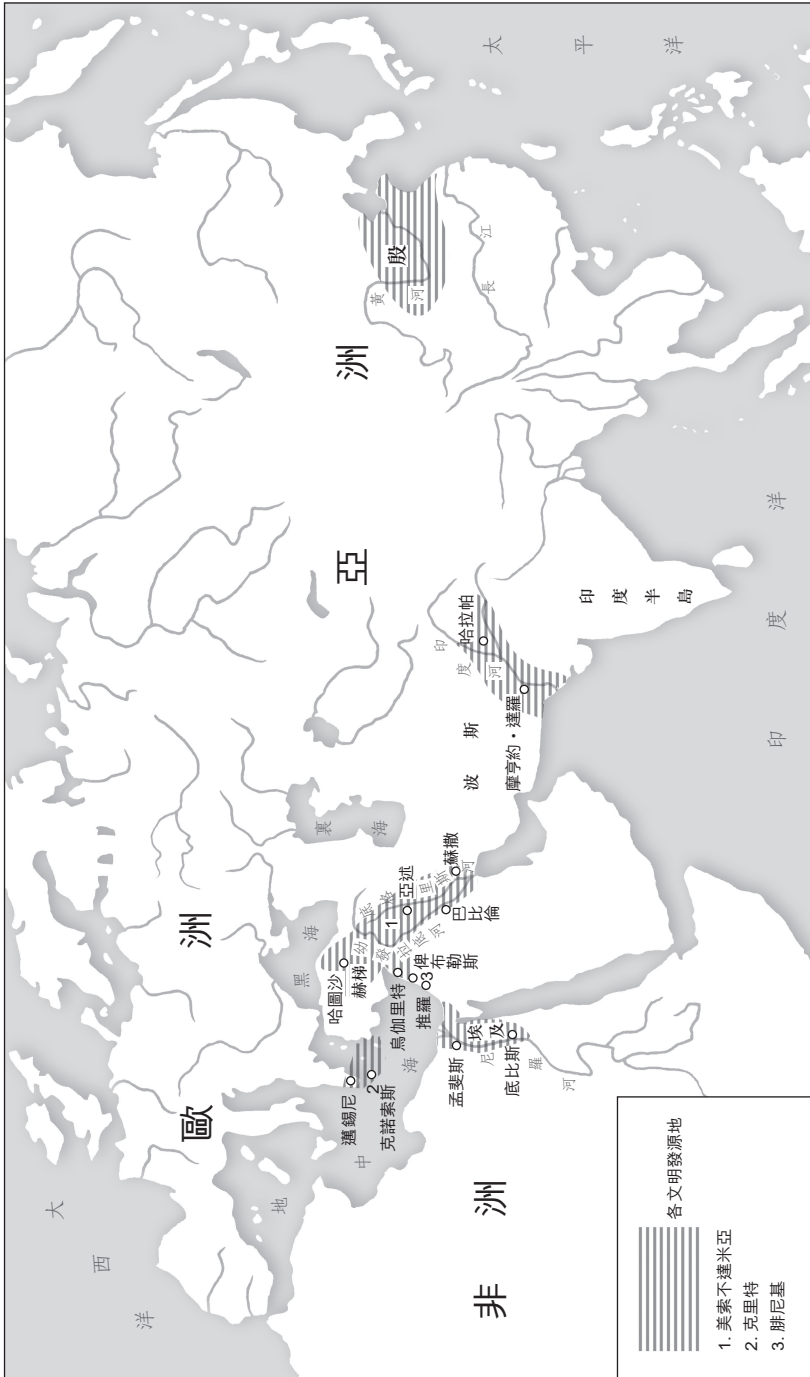 太平洋
大西洋
印度洋
歐洲
亞洲
非洲
地中海
黑海
裏海
黃河
長江
殷
印度河
哈拉帕
摩亨約・達羅
印度半島
波斯
底格里斯河
幼發拉底河
1
亞述
蘇撒
巴比倫
哈圖沙
赫梯
烏伽里特
俾布勒斯
3
推羅
邁錫尼
2
克諾索斯
孟斐斯
埃及
底比斯
尼羅河
各文明發源地
1. 美索不達米亞
2. 克里特
3. 腓尼基